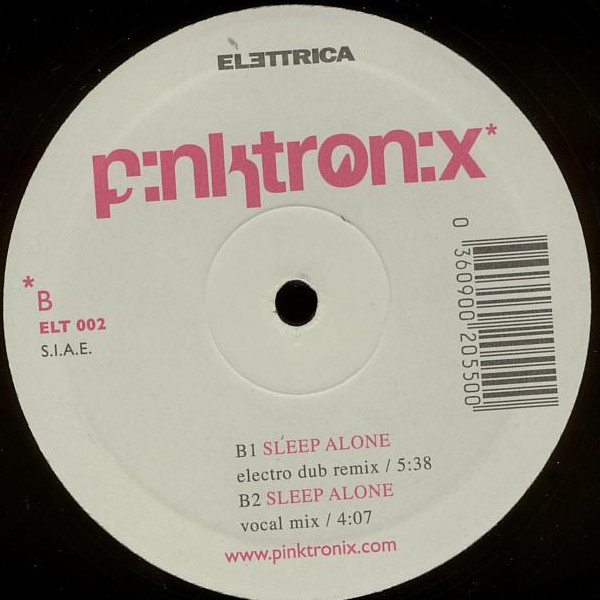 ELETTRICA
p:nktron:x*
*B
ELT 002
S.I.A.E.
0 360900 205500
B1 SLEEP ALONE
electro dub remix / 5:38
B2 SLEEP ALONE
vocal mix / 4:07
www.pinktronix.com